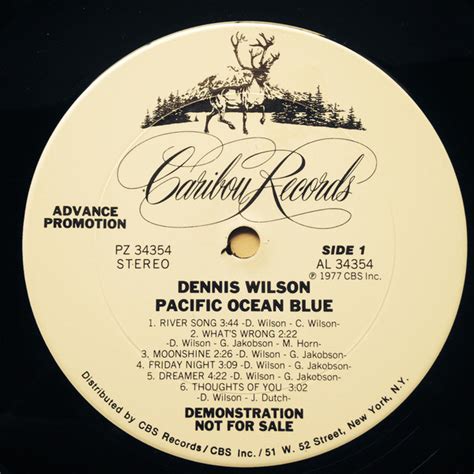 Caribou Records
ADVANCE
PROMOTION
PZ 34354
STEREO
SIDE 1
AL 34354
℗ 1977 CBS Inc.
DENNIS WILSON
PACIFIC OCEAN BLUE
1. RIVER SONG 3:44 -D. Wilson - C. Wilson-
2. WHAT'S WRONG 2:22
-D. Wilson - G. Jakobson - M. Horn-
3. MOONSHINE 2:26 -D. Wilson - G. Jakobson-
4. FRIDAY NIGHT 3:09 -D. Wilson - G. Jakobson-
5. DREAMER 4:22 -D. Wilson - G. Jakobson-
6. THOUGHTS OF YOU 3:02
-D. Wilson - J. Dutch-
DEMONSTRATION
NOT FOR SALE
Distributed by CBS Records/CBS Inc./51 W. 52 Street, New York, N.Y.